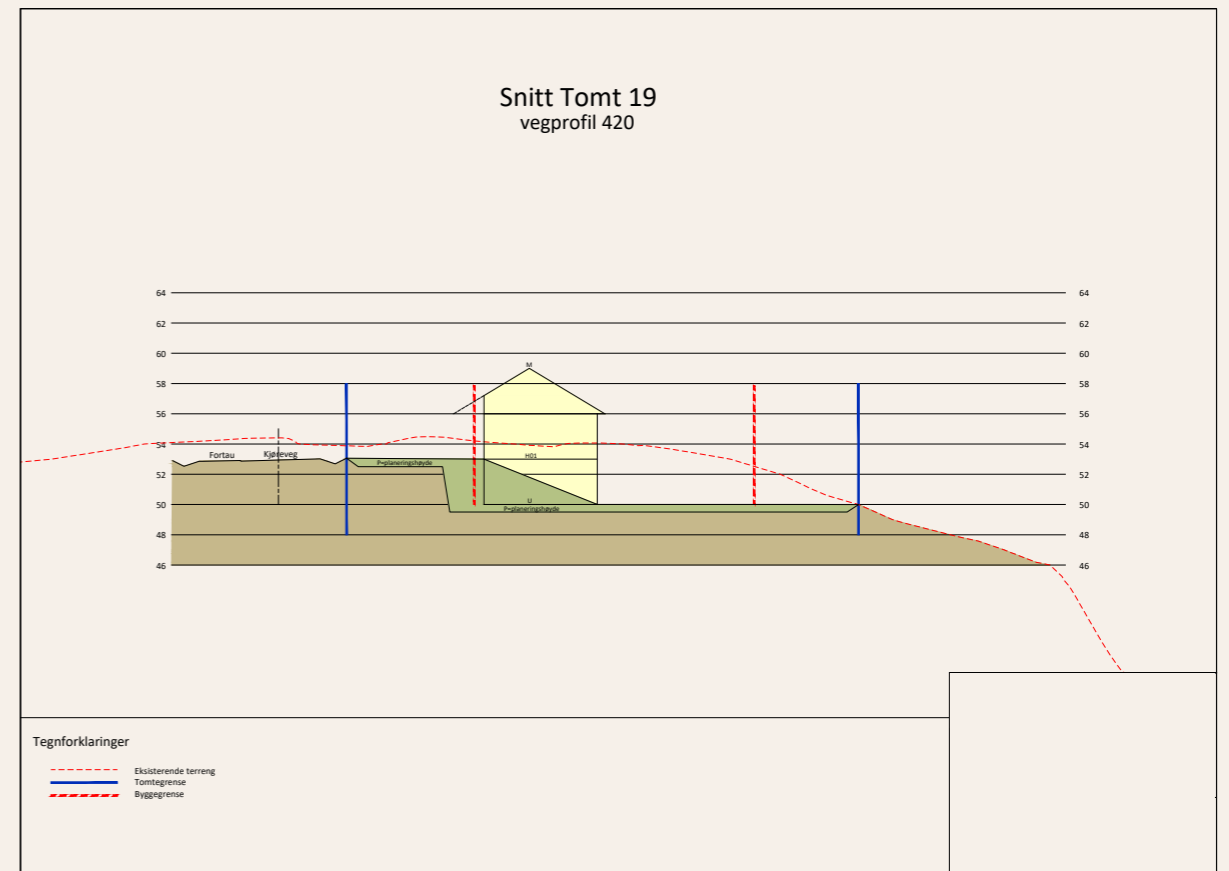 Snitt Tomt 19
vegprofil 420
64 64
62 62
60 60
M
58 58
56 56
54 54
Fortau Kjøreveg H01
P=planeringshøyde
52 52
U
50 50
P=planeringshøyde
48 48
46 46
Tegnforklaringer
Eksisterende terreng
Tomtegrense
Byggegrense